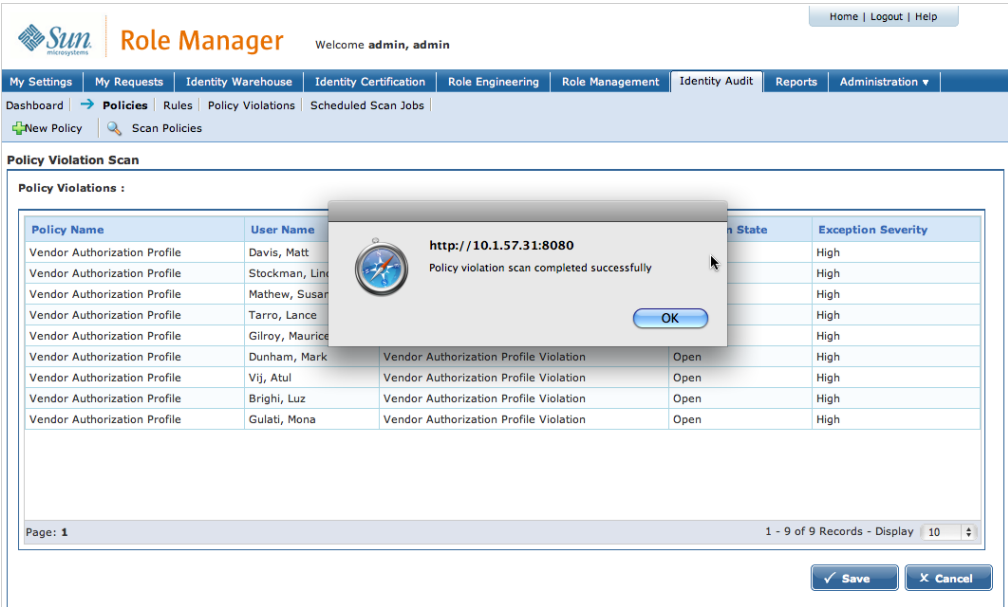 Home | Logout | Help
Sun
microsystems
Role Manager
Welcome admin, admin
My Settings My Requests Identity Warehouse Identity Certification Role Engineering Role Management Identity Audit Reports Administration ▼
Dashboard Policies Rules Policy Violations Scheduled Scan Jobs
New Policy Scan Policies
Policy Violation Scan
Policy Violations :
Policy Name User Name State Exception Severity
Vendor Authorization Profile Davis, Matt High
Vendor Authorization Profile Stockman, High
Vendor Authorization Profile Mathew, High
Vendor Authorization Profile Tarro, Lance High
Vendor Authorization Profile Gilroy, Maurice High
Vendor Authorization Profile Dunham, Mark Vendor Authorization Profile Violation Open High
Vendor Authorization Profile Vij, Atul Vendor Authorization Profile Violation Open High
Vendor Authorization Profile Brighi, Luz Vendor Authorization Profile Violation Open High
Vendor Authorization Profile Gulati, Mona Vendor Authorization Profile Violation Open High
http://10.1.57.31:8080
Policy violation scan completed successfully
OK
Page: 1 1 - 9 of 9 Records - Display 10
✓ Save X Cancel